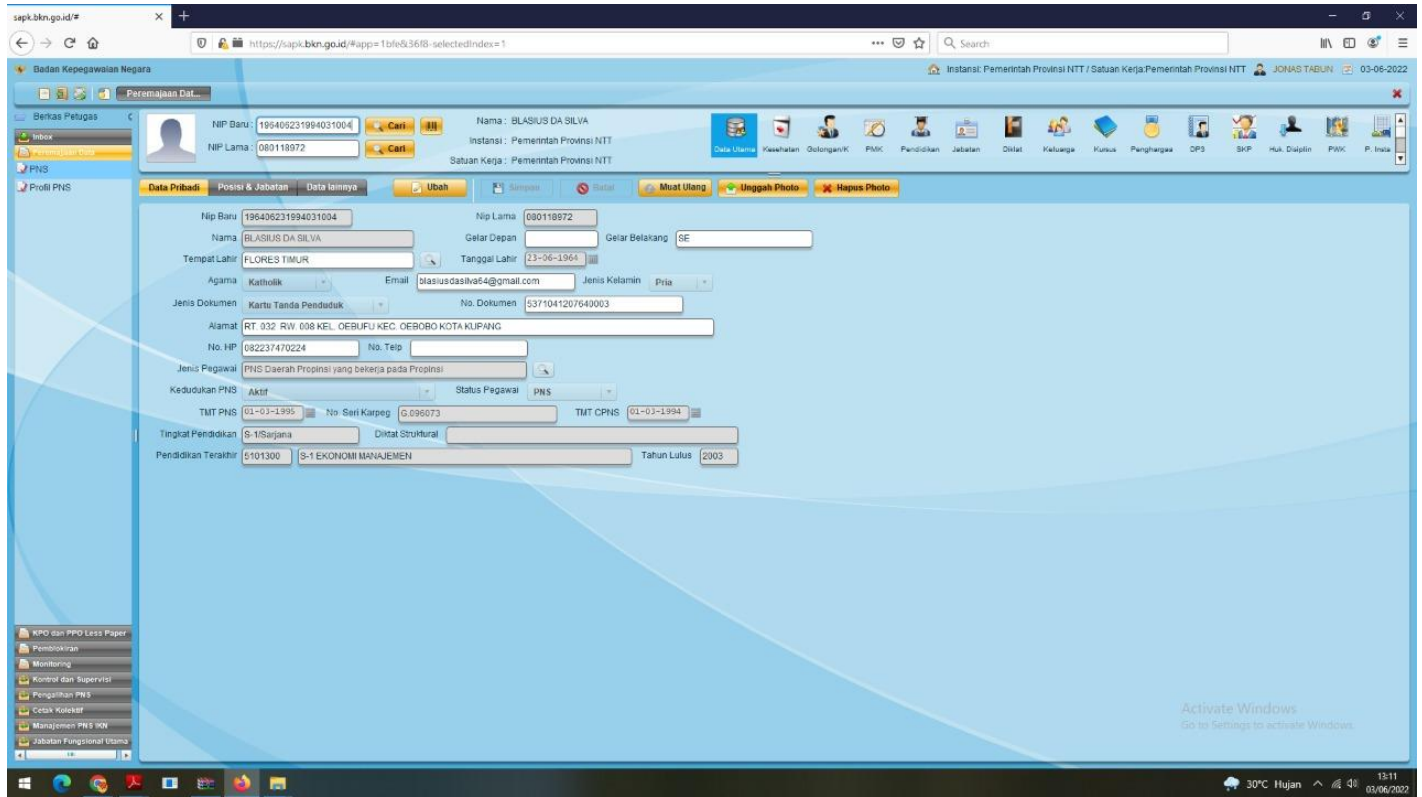 sapk.bkn.go.id/#
https://sapk.bkn.go.id/#app=1bfe&36f8-selectedIndex=1
Search
Badan Kepegawaian Negara
Instansi: Pemerintah Provinsi NTT / Satuan Kerja:Pemerintah Provinsi NTT JONAS TABUN 03-06-2022
Peremajaan Dat...
Berkas Petugas
Inbox
Peremajaan Data
PNS
Profil PNS
NIP Baru : 196406231994031004 Cari
NIP Lama : 080118972 Cari
Nama : BLASIUS DA SILVA
Instansi : Pemerintah Provinsi NTT
Satuan Kerja : Pemerintah Provinsi NTT
Data Utama Kesehatan Golongan/K PMK Pendidikan Jabatan Diklat Keluarga Kursus Penghargaa DP3 SKP Huk. Disiplin PWK P. Insta
Data Pribadi Posisi & Jabatan Data lainnya Ubah Simpan Batal Muat Ulang Unggah Photo Hapus Photo
Nip Baru 196406231994031004 Nip Lama 080118972
Nama BLASIUS DA SILVA Gelar Depan Gelar Belakang SE
Tempat Lahir FLORES TIMUR Tanggal Lahir 23-06-1964
Agama Katholik Email blasiusdasilva64@gmail.com Jenis Kelamin Pria
Jenis Dokumen Kartu Tanda Penduduk No. Dokumen 5371041207640003
Alamat RT. 032 RW. 008 KEL. OEBUFU KEC. OEBOBO KOTA KUPANG
No. HP 082237470224 No. Telp
Jenis Pegawai PNS Daerah Propinsi yang bekerja pada Propinsi
Kedudukan PNS Aktif Status Pegawai PNS
TMT PNS 01-03-1995 No Seri Karpeg G.096073 TMT CPNS 01-03-1994
Tingkat Pendidikan S-1/Sarjana Diklat Struktural
Pendidikan Terakhir 5101300 S-1 EKONOMI MANAJEMEN Tahun Lulus 2003
KPO dan PPO Less Paper
Pemblokiran
Monitoring
Kontrol dan Supervisi
Pengalihan PNS
Cetak Kolektif
Manajemen PNS IKN
Jabatan Fungsional Utama
Activate Windows
Go to Settings to activate Windows.
30°C Hujan
13:11
03/06/2022